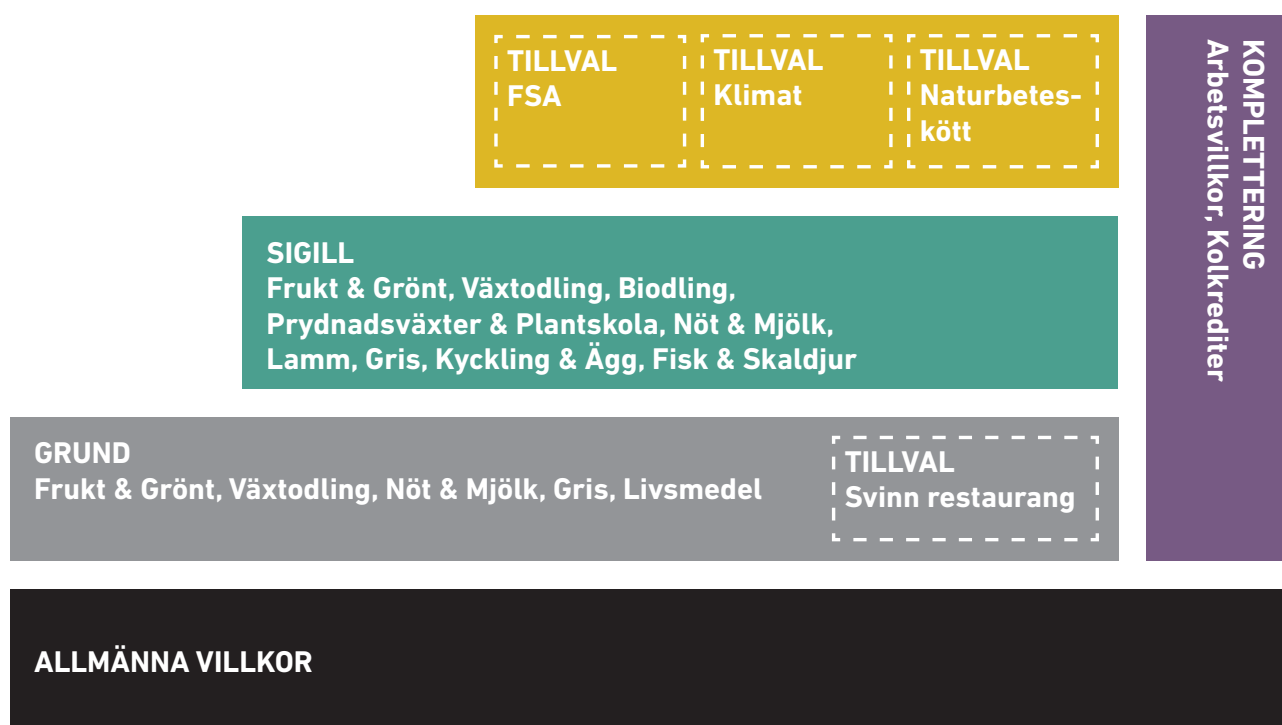 TILLVAL
FSA
TILLVAL
Klimat
TILLVAL
Naturbetes-
kött
KOMPLETTERING
Arbetsvillkor, Kolkrediter
SIGILL
Frukt & Grönt, Växtodling, Biodling,
Prydnadsväxter & Plantskola, Nöt & Mjölk,
Lamm, Gris, Kyckling & Ägg, Fisk & Skaldjur
GRUND
Frukt & Grönt, Växtodling, Nöt & Mjölk, Gris, Livsmedel
TILLVAL
Svinn restaurang
ALLMÄNNA VILLKOR